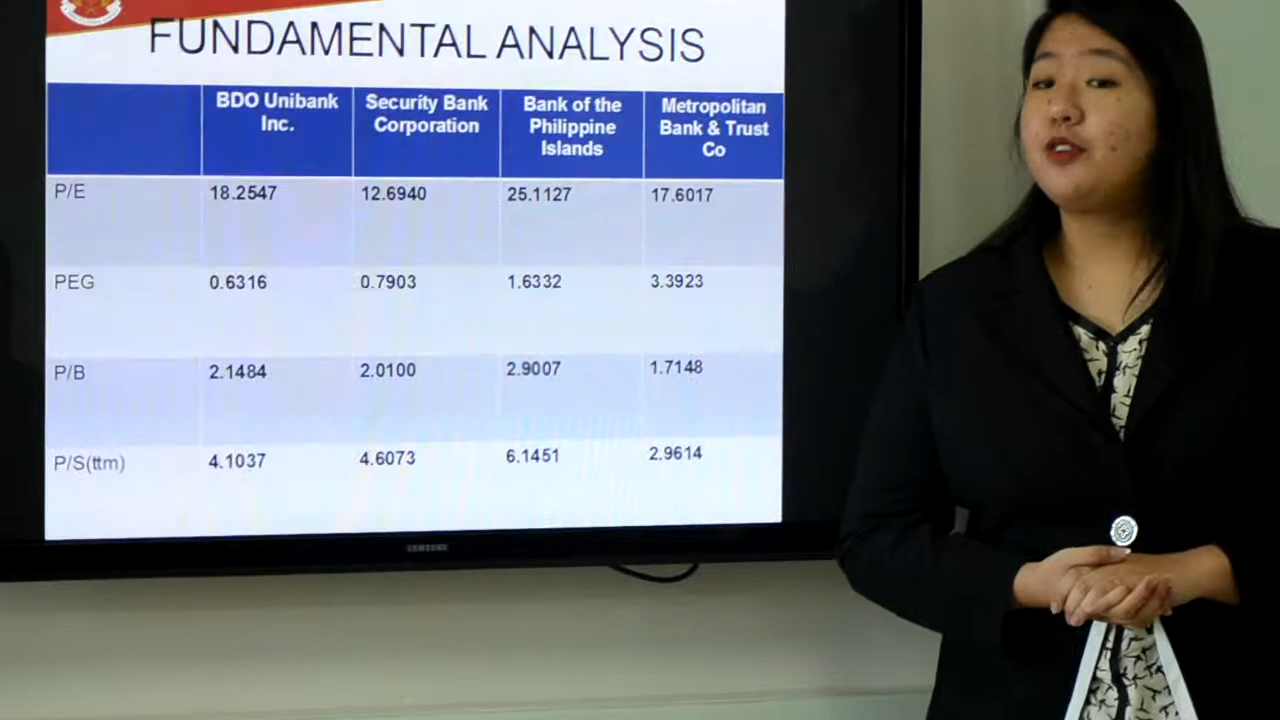 FUNDAMENTAL ANALYSIS
BDO Unibank
Inc.
Security Bank
Corporation
Bank of the
Philippine
Islands
Metropolitan
Bank & Trust
Co
P/E 18.2547 12.6940 25.1127 17.6017
PEG 0.6316 0.7903 1.6332 3.3923
P/B 2.1484 2.0100 2.9007 1.7148
P/S(ttm) 4.1037 4.6073 6.1451 2.9614
SAMSUNG